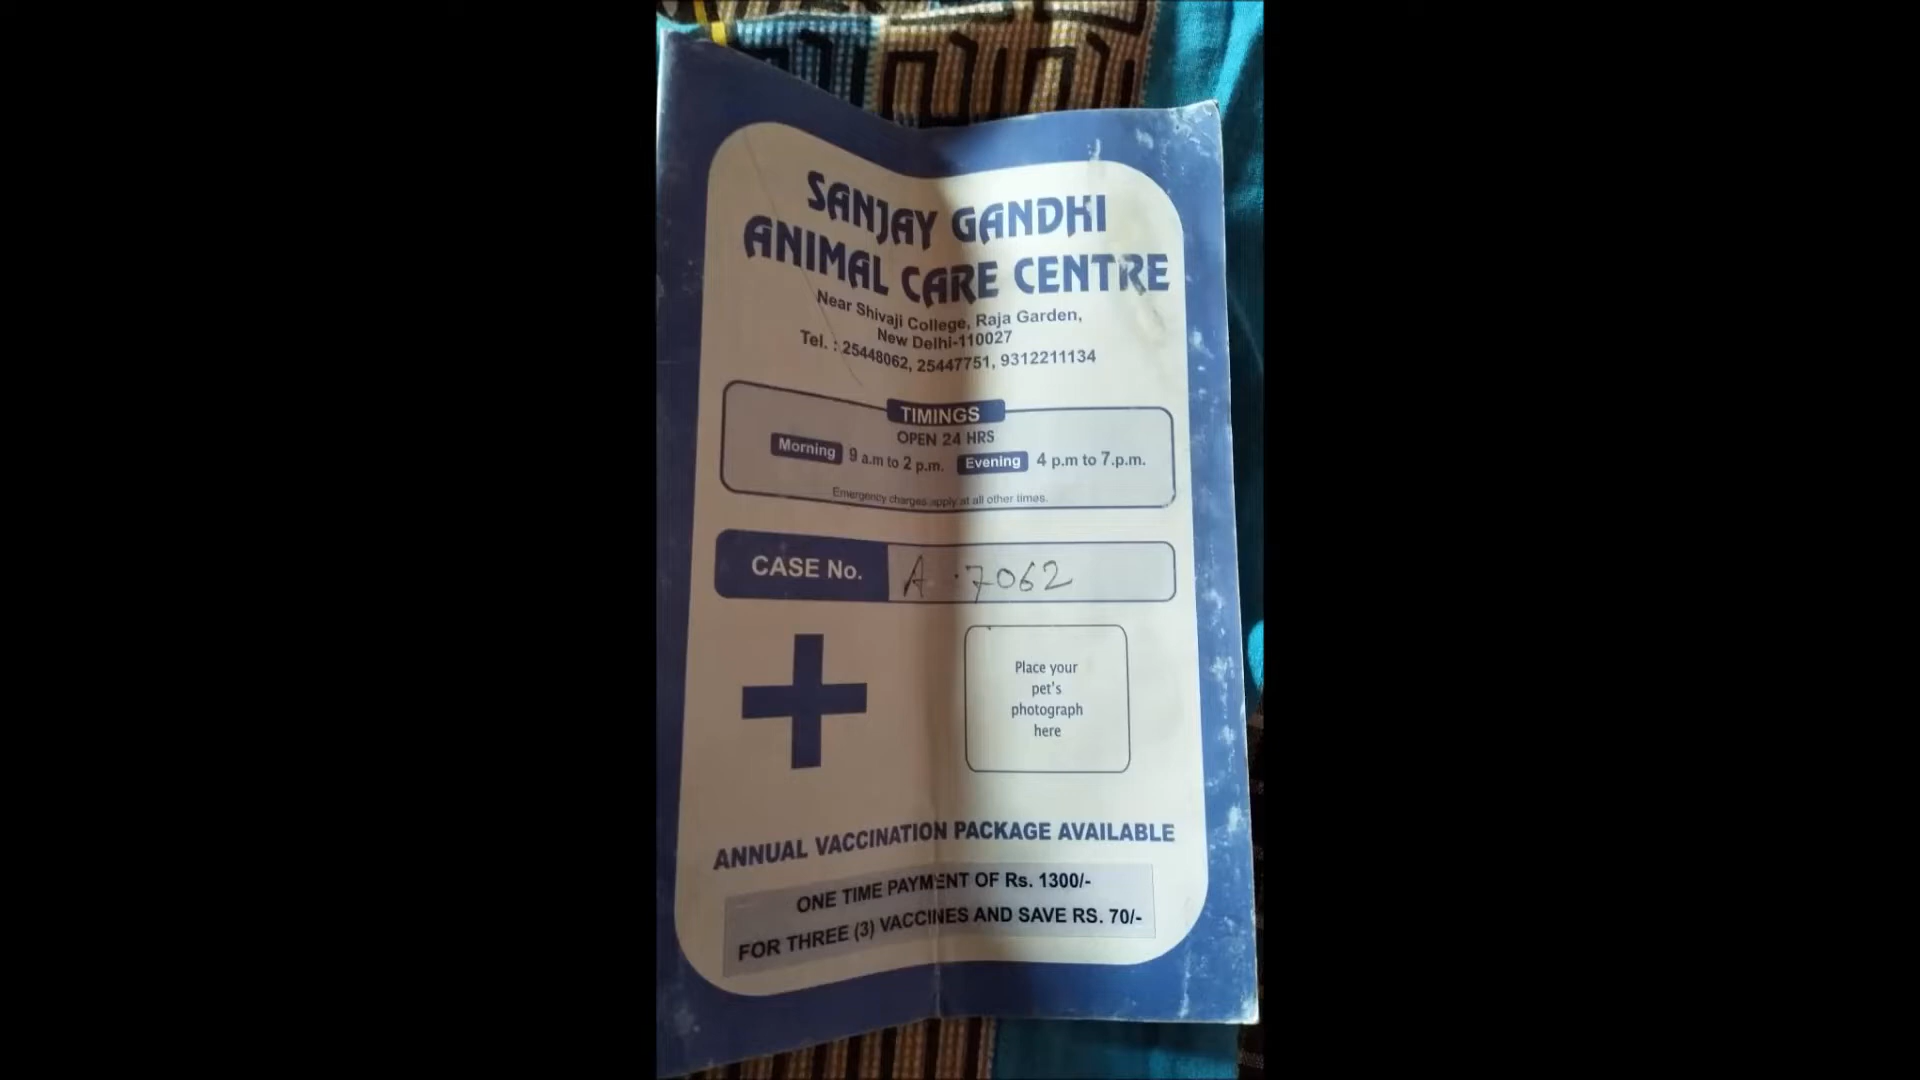 SANJAY GANDHI
ANIMAL CARE CENTRE
Near Shivaji College, Raja Garden,
New Delhi-110027
Tel. : 25448062, 25447751, 9312211134
TIMINGS
OPEN 24 HRS
Morning 9 a.m to 2 p.m. Evening 4 p.m to 7.p.m.
Emergency charges apply at all other times.
CASE No. A .7062
Place your
pet's
photograph
here
ANNUAL VACCINATION PACKAGE AVAILABLE
ONE TIME PAYMENT OF Rs. 1300/-
FOR THREE (3) VACCINES AND SAVE RS. 70/-